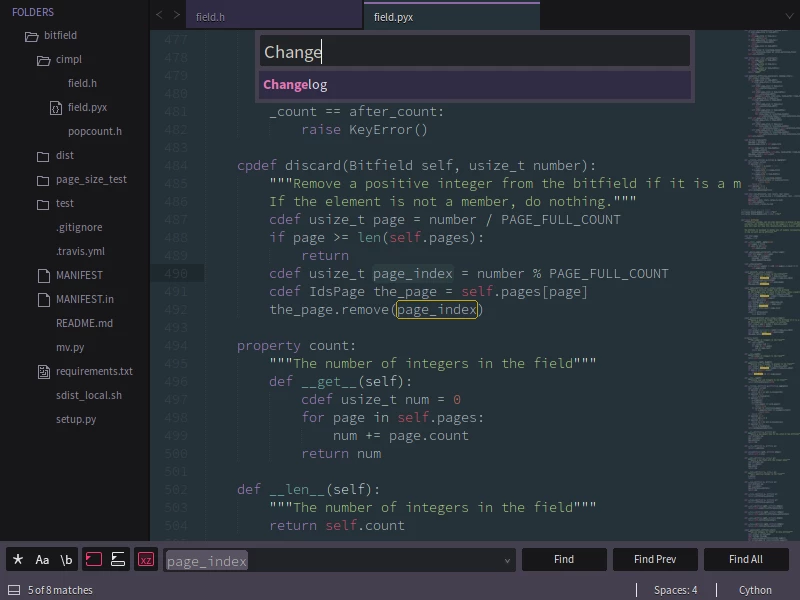 FOLDERS
bitfield
cimpl
field.h
field.pyx
popcount.h
dist
page_size_test
test
.gitignore
.travis.yml
MANIFEST
MANIFEST.in
README.md
mv.py
requirements.txt
sdist_local.sh
setup.py
field.h
field.pyx
Change
Changelog
477
478
479
480
481 _count == after_count:
482 raise KeyError()
483
484 cpdef discard(Bitfield self, usize_t number):
485 """Remove a positive integer from the bitfield if it is a m
486 If the element is not a member, do nothing."""
487 cdef usize_t page = number / PAGE_FULL_COUNT
488 if page >= len(self.pages):
489 return
490 cdef usize_t page_index = number % PAGE_FULL_COUNT
491 cdef IdsPage the_page = self.pages[page]
492 the_page.remove(page_index)
493
494 property count:
495 """The number of integers in the field"""
496 def __get__(self):
497 cdef usize_t num = 0
498 for page in self.pages:
499 num += page.count
500 return num
501
502 def __len__(self):
503 """The number of integers in the field"""
504 return self.count
* Aa \b xz page_index Find Find Prev Find All
5 of 8 matches Spaces: 4 Cython